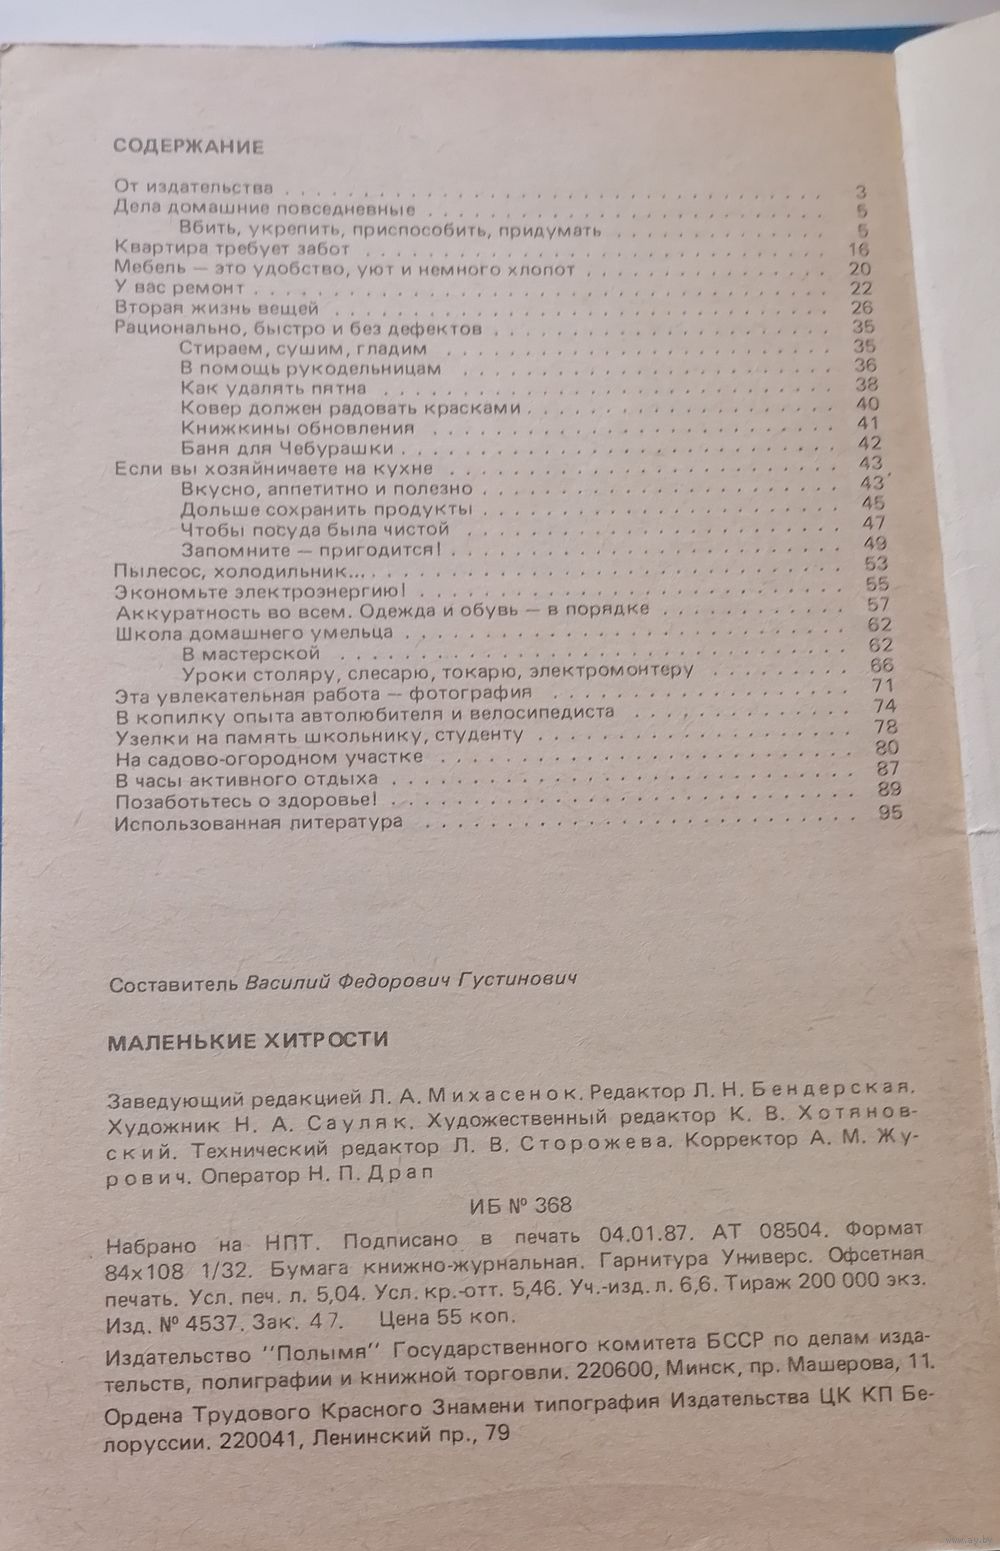 СОДЕРЖАНИЕ
От издательства . . . . . . . . . . . . . . . . . . . . . . . . . . . . . 3
Дела домашние повседневные . . . . . . . . . . . . . . . . . . . . 5
Вбить, укрепить, приспособить, придумать . . . . . . . . . . . 5
Квартира требует забот . . . . . . . . . . . . . . . . . . . . . . . . 16
Мебель — это удобство, уют и немного хлопот . . . . . . . . . . . . 20
У вас ремонт . . . . . . . . . . . . . . . . . . . . . . . . . . . . . . 22
Вторая жизнь вещей . . . . . . . . . . . . . . . . . . . . . . . . . . 26
Рационально, быстро и без дефектов . . . . . . . . . . . . . . . . . 35
Стираем, сушим, гладим . . . . . . . . . . . . . . . . . . . . 35
В помощь рукодельницам . . . . . . . . . . . . . . . . . . . 36
Как удалять пятна . . . . . . . . . . . . . . . . . . . . . . . 38
Ковер должен радовать красками . . . . . . . . . . . . . . . 40
Книжкины обновления . . . . . . . . . . . . . . . . . . . . . 41
Баня для Чебурашки . . . . . . . . . . . . . . . . . . . . . . 42
Если вы хозяйничаете на кухне . . . . . . . . . . . . . . . . . . . . 43
Вкусно, аппетитно и полезно . . . . . . . . . . . . . . . . . . 43
Дольше сохранить продукты . . . . . . . . . . . . . . . . . . 45
Чтобы посуда была чистой . . . . . . . . . . . . . . . . . . . 47
Запомните — пригодится! . . . . . . . . . . . . . . . . . . . . 49
Пылесос, холодильник... . . . . . . . . . . . . . . . . . . . . . . . . 53
Экономьте электроэнергию! . . . . . . . . . . . . . . . . . . . . . . 55
Аккуратность во всем. Одежда и обувь — в порядке . . . . . . . . . . 57
Школа домашнего умельца . . . . . . . . . . . . . . . . . . . . . . . 62
В мастерской . . . . . . . . . . . . . . . . . . . . . . . . . . 62
Уроки столяру, слесарю, токарю, электромонтеру . . . . . . . 66
Эта увлекательная работа — фотография . . . . . . . . . . . . . . . 71
В копилку опыта автолюбителя и велосипедиста . . . . . . . . . . . 74
Узелки на память школьнику, студенту . . . . . . . . . . . . . . . . 78
На садово-огородном участке . . . . . . . . . . . . . . . . . . . . . 80
В часы активного отдыха . . . . . . . . . . . . . . . . . . . . . . . . 87
Позаботьтесь о здоровье! . . . . . . . . . . . . . . . . . . . . . . . . 89
Использованная литература . . . . . . . . . . . . . . . . . . . . . . 95
Составитель Василий Федорович Густинович
МАЛЕНЬКИЕ ХИТРОСТИ
Заведующий редакцией Л. А. Михасенок. Редактор Л. Н. Бендерская.
Художник Н. А. Сауляк. Художественный редактор К. В. Хотянов-
ский. Технический редактор Л. В. Сторожева. Корректор А. М. Жу-
рович. Оператор Н. П. Драп
ИБ № 368
Набрано на НПТ. Подписано в печать 04.01.87. АТ 08504. Формат
84х108 1/32. Бумага книжно-журнальная. Гарнитура Универс. Офсетная
печать. Усл. печ. л. 5,04. Усл. кр.-отт. 5,46. Уч.-изд. л. 6,6. Тираж 200 000 экз.
Изд. № 4537. Зак. 47. Цена 55 коп.
Издательство "Полымя" Государственного комитета БССР по делам изда-
тельств, полиграфии и книжной торговли. 220600, Минск, пр. Машерова, 11.
Ордена Трудового Красного Знамени типография Издательства ЦК КП Бе-
лоруссии. 220041, Ленинский пр., 79
www.ay.by